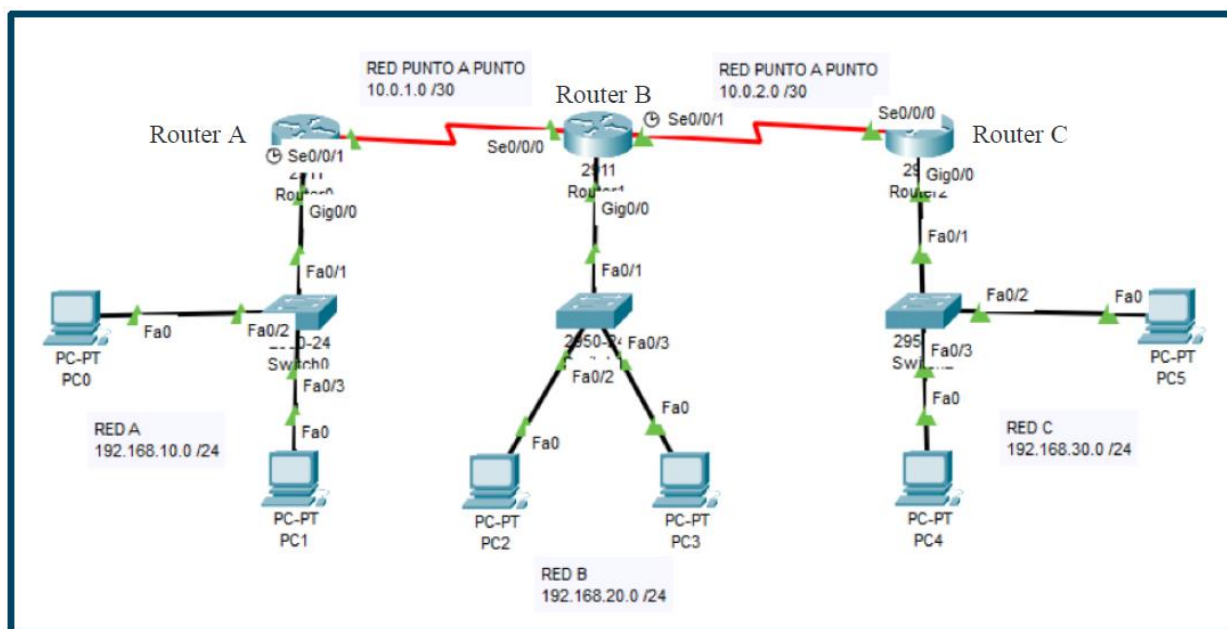 RED PUNTO A PUNTO
10.0.1.0 /30
RED PUNTO A PUNTO
10.0.2.0 /30
Router A
Router B
Router C
Se0/0/1
Se0/0/0
Se0/0/1
Se0/0/0
2911
Gig0/0
Gig0/0
Gig0/0
Fa0/1
Fa0/1
Fa0/1
Fa0
Fa0/2
Switch0
Fa0/3
Fa0
PC-PT
PC0
PC-PT
PC1
RED A
192.168.10.0 /24
Fa0/2
Fa0/3
Fa0
Fa0
PC-PT
PC2
PC-PT
PC3
RED B
192.168.20.0 /24
Fa0/2
Fa0
Fa0/3
Fa0
PC-PT
PC5
PC-PT
PC4
RED C
192.168.30.0 /24